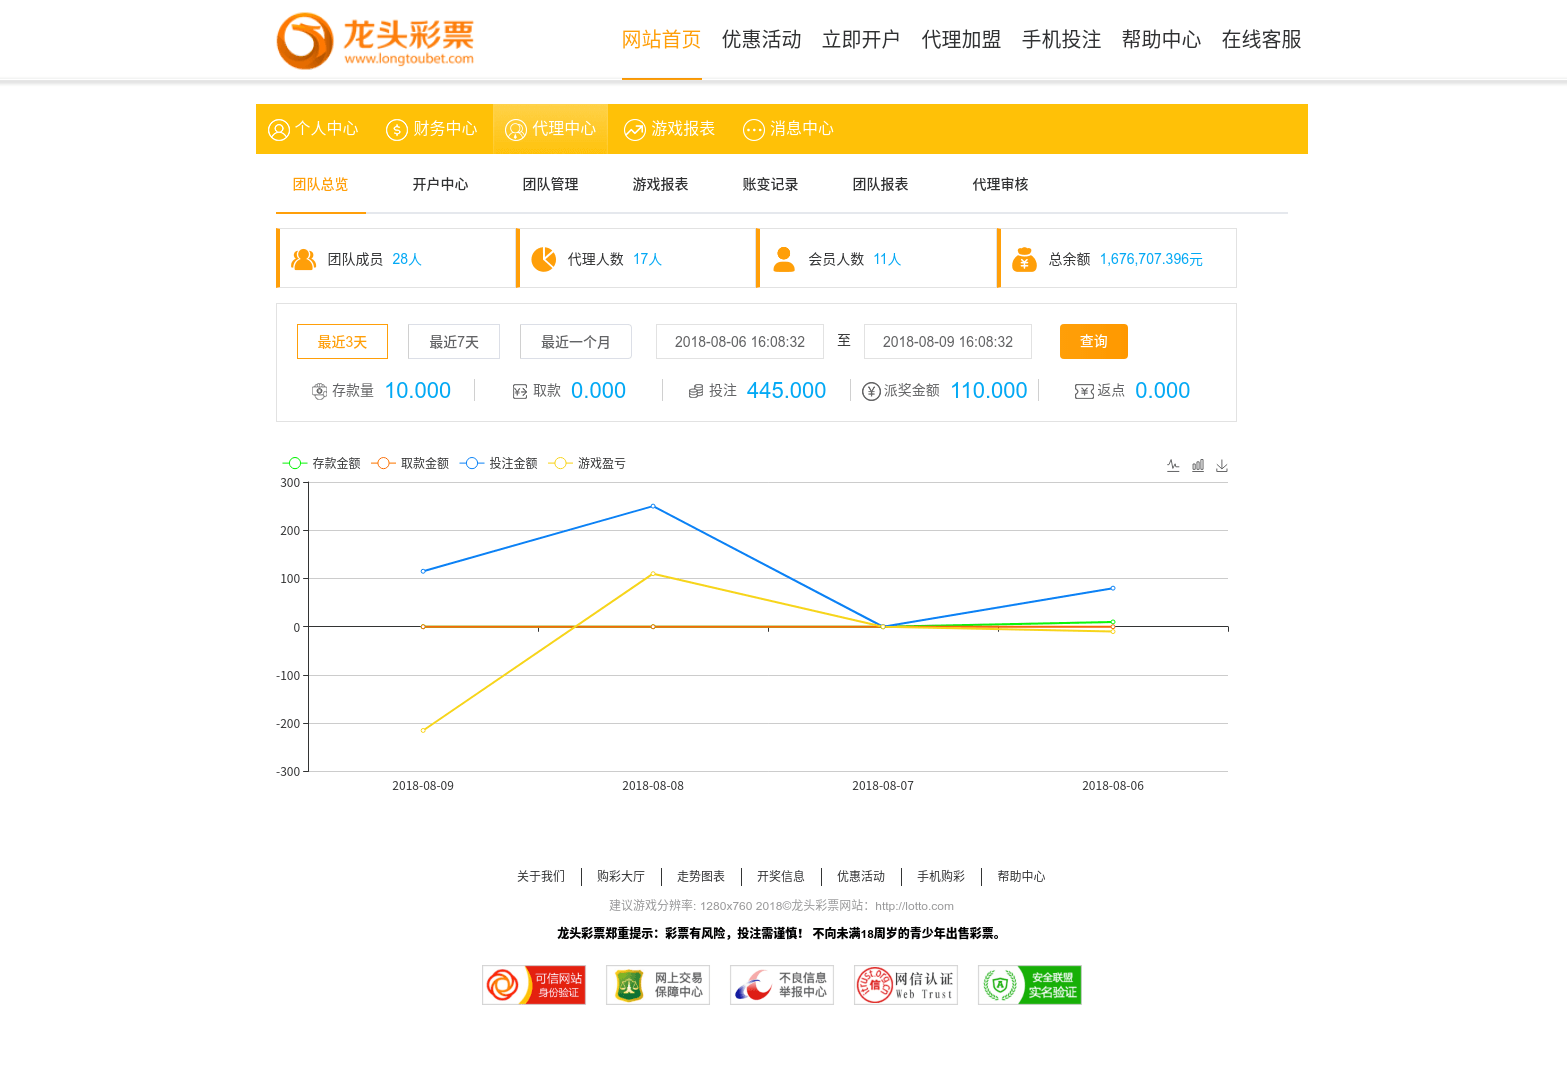 龙头彩票
www.longtoubet.com
网站首页 优惠活动 立即开户 代理加盟 手机投注 帮助中心 在线客服
个人中心 财务中心 代理中心 游戏报表 消息中心
团队总览 开户中心 团队管理 游戏报表 账变记录 团队报表 代理审核
团队成员 28人 代理人数 17人 会员人数 11人 总余额 1,676,707.396元
最近3天 最近7天 最近一个月 2018-08-06 16:08:32 至 2018-08-09 16:08:32 查询
存款量 10.000 取款 0.000 投注 445.000 派奖金额 110.000 返点 0.000
存款金额 取款金额 投注金额 游戏盈亏
300
200
100
0
-100
-200
-300
2018-08-09 2018-08-08 2018-08-07 2018-08-06
关于我们 购彩大厅 走势图表 开奖信息 优惠活动 手机购彩 帮助中心
建议游戏分辨率: 1280x760 2018©龙头彩票网站：http://lotto.com
龙头彩票郑重提示：彩票有风险，投注需谨慎！ 不向未满18周岁的青少年出售彩票。
可信网站 网上交易 不良信息 网信认证 安全联盟
身份验证 保障中心 举报中心 Web Trust 实名验证